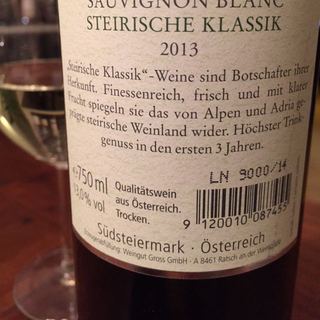 SAUVIGNON BLANC
STEIRISCHE KLASSIK
2013
„Steirische Klassik“-Weine sind Botschafter ihrer
Herkunft. Finessenreich, frisch und mit klarer
Frucht spiegeln sie das von Alpen und Adria ge-
prägte steirische Weinland wider. Höchster Trink-
genuss in den ersten 3 Jahren.
750 ml
13,0% vol
Qualitätswein
aus Österreich.
Trocken.
LN 9000/14
9 120010 087455
Südsteiermark · Österreich
Erzeugerabfüllung: Weingut Gross GmbH · A 8461 Ratsch an der Weinstraße